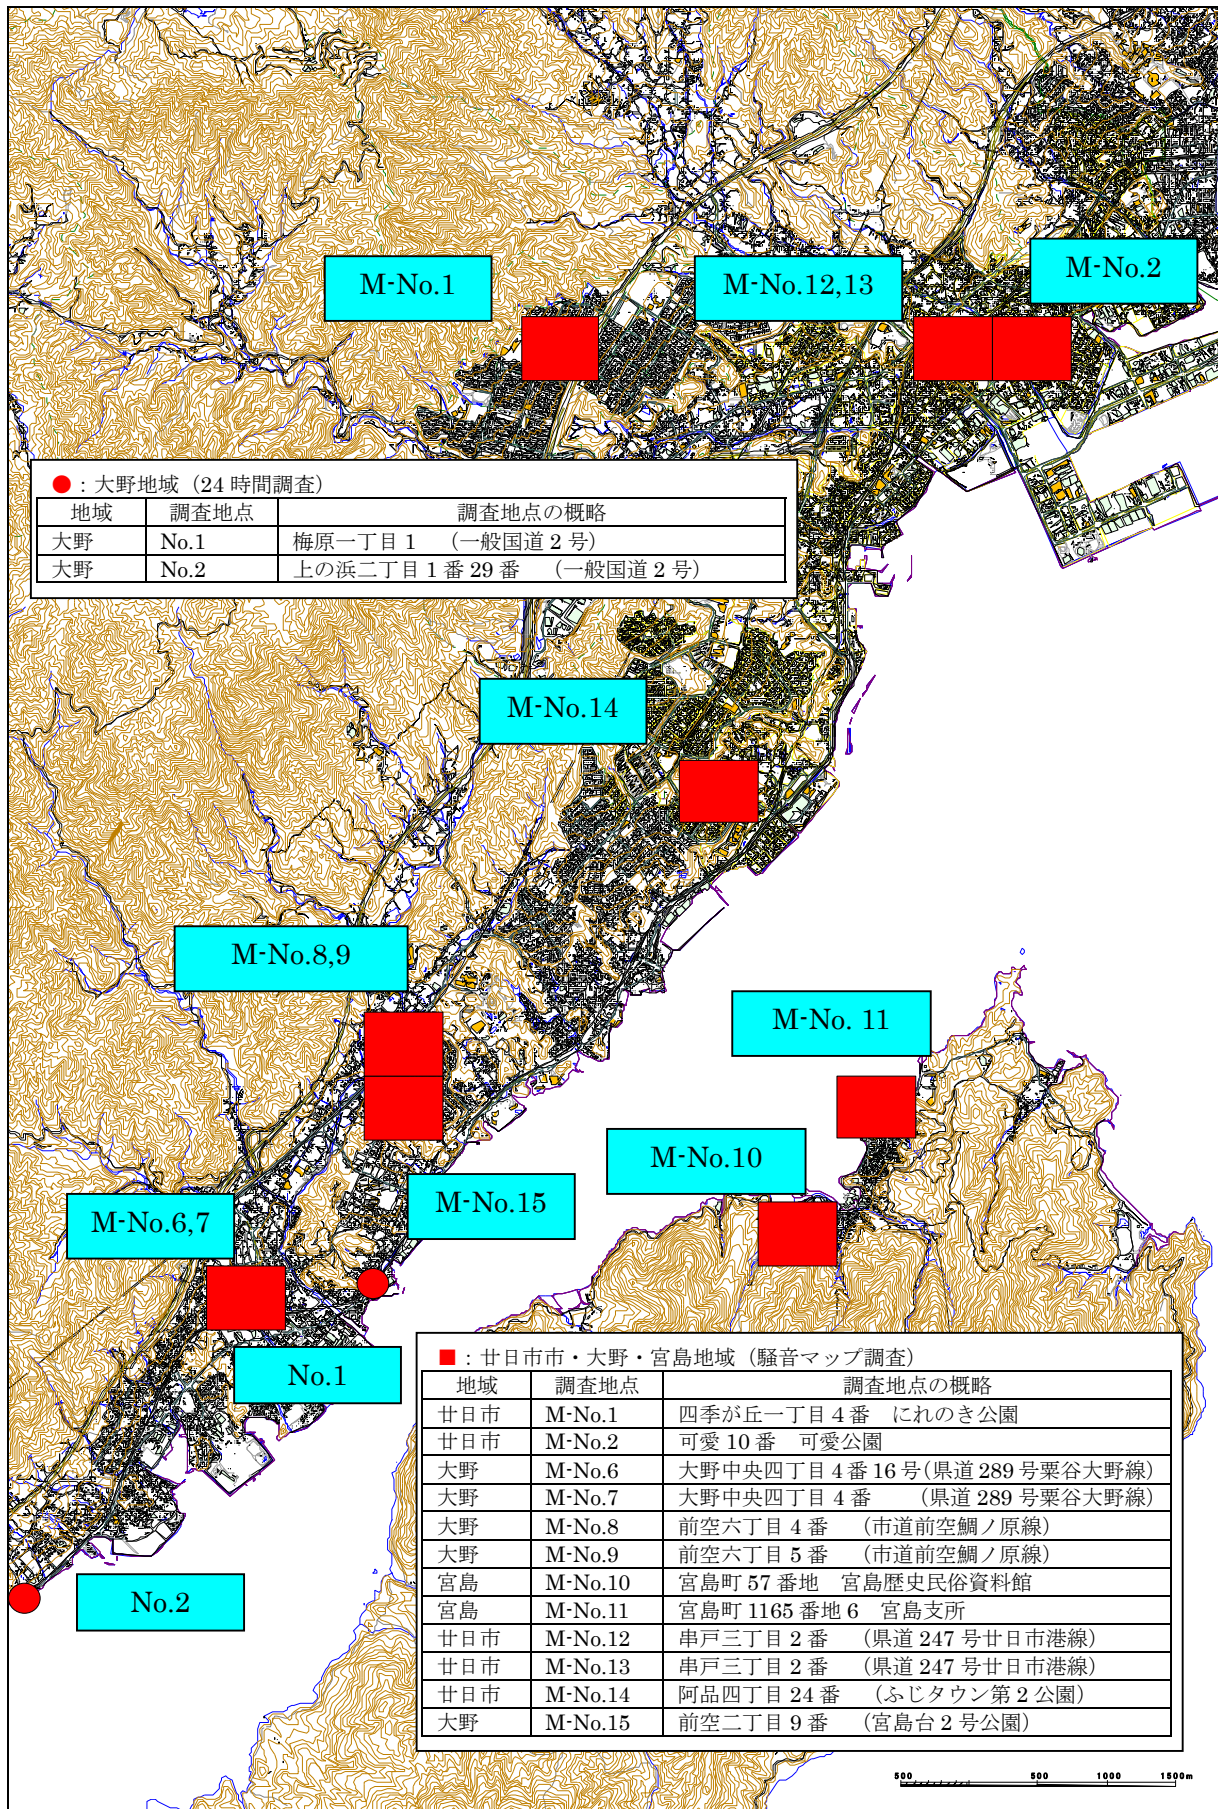 M-No.1
M-No.12,13
M-No.2
●：大野地域（24 時間調査）
地域 調査地点 調査地点の概略
大野 No.1 梅原一丁目 1 （一般国道 2 号）
大野 No.2 上の浜二丁目 1 番 29 番 （一般国道 2 号）
M-No.14
M-No.8,9
M-No. 11
M-No.10
M-No.15
M-No.6,7
No.1
No.2
■：廿日市市・大野・宮島地域（騒音マップ調査）
地域 調査地点 調査地点の概略
廿日市 M-No.1 四季が丘一丁目 4 番 にれのき公園
廿日市 M-No.2 可愛 10 番 可愛公園
大野 M-No.6 大野中央四丁目 4 番 16 号(県道 289 号栗谷大野線)
大野 M-No.7 大野中央四丁目 4 番 （県道 289 号栗谷大野線）
大野 M-No.8 前空六丁目 4 番 （市道前空鯛ノ原線）
大野 M-No.9 前空六丁目 5 番 （市道前空鯛ノ原線）
宮島 M-No.10 宮島町 57 番地 宮島歴史民俗資料館
宮島 M-No.11 宮島町 1165 番地 6 宮島支所
廿日市 M-No.12 串戸三丁目 2 番 （県道 247 号廿日市港線）
廿日市 M-No.13 串戸三丁目 2 番 （県道 247 号廿日市港線）
廿日市 M-No.14 阿品四丁目 24 番 （ふじタウン第 2 公園）
大野 M-No.15 前空二丁目 9 番 （宮島台 2 号公園）
500 500 1000 1500m